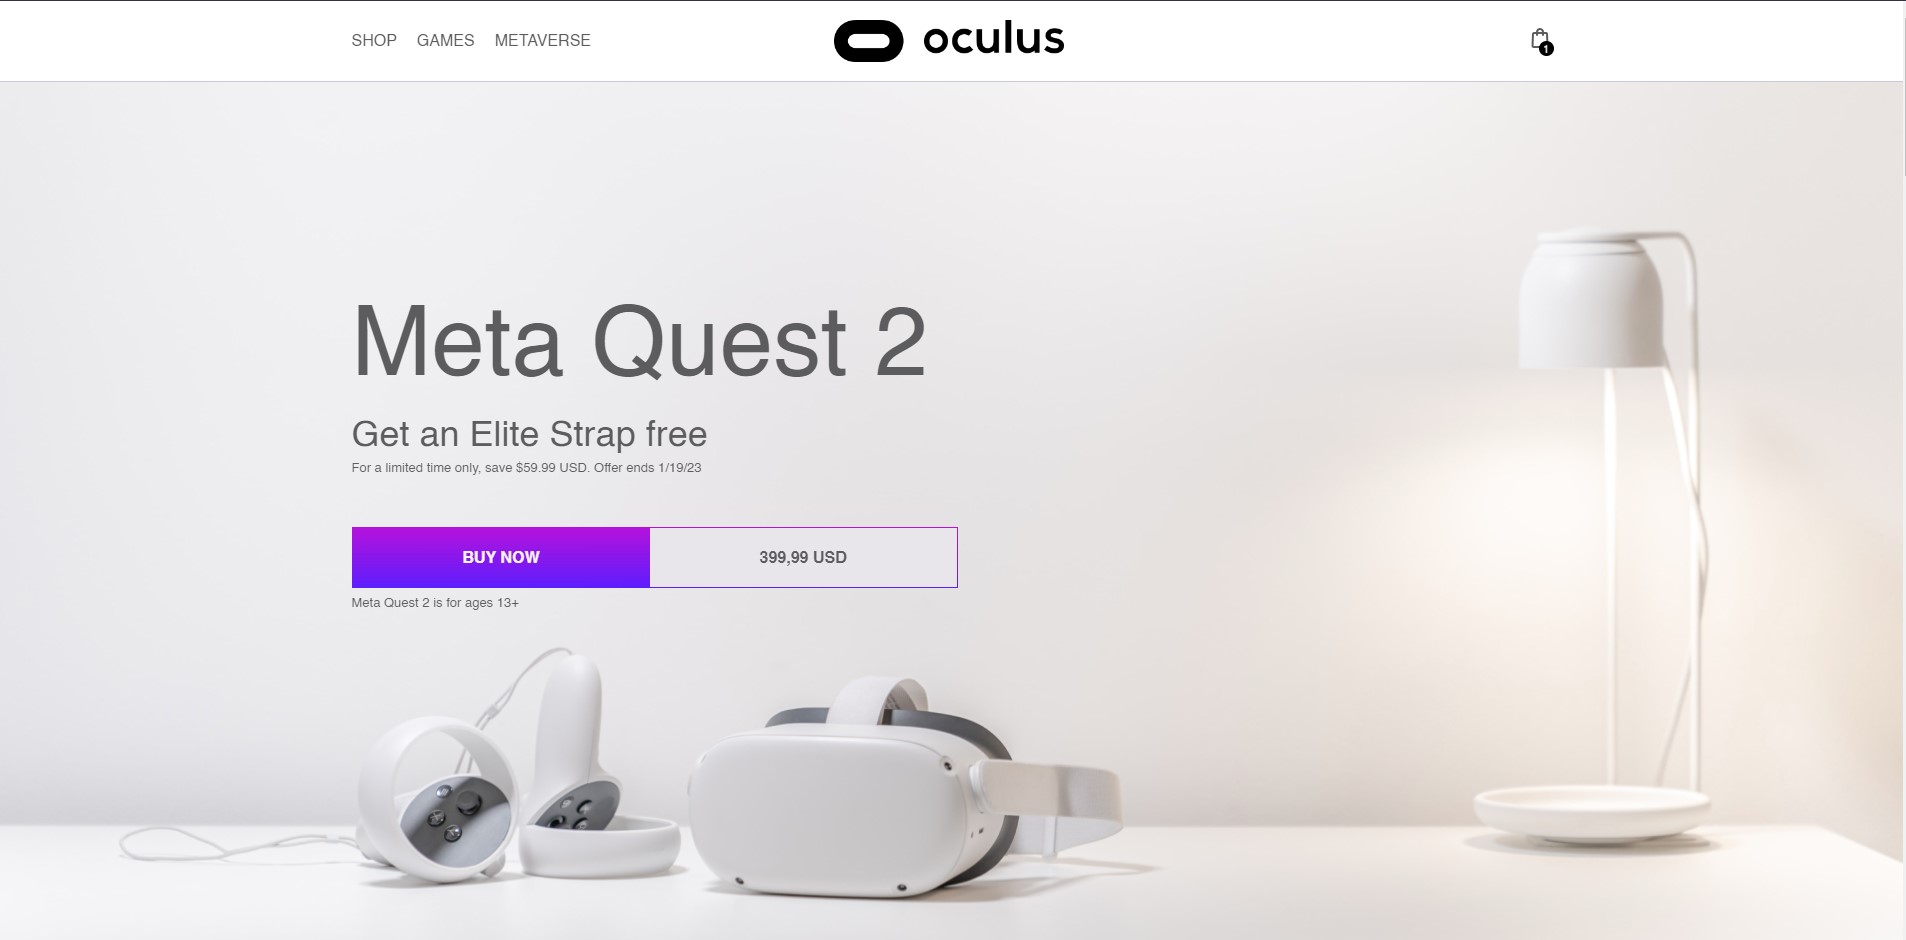 SHOP GAMES METAVERSE
oculus
1
Meta Quest 2
Get an Elite Strap free
For a limited time only, save $59.99 USD. Offer ends 1/19/23
BUY NOW 399,99 USD
Meta Quest 2 is for ages 13+